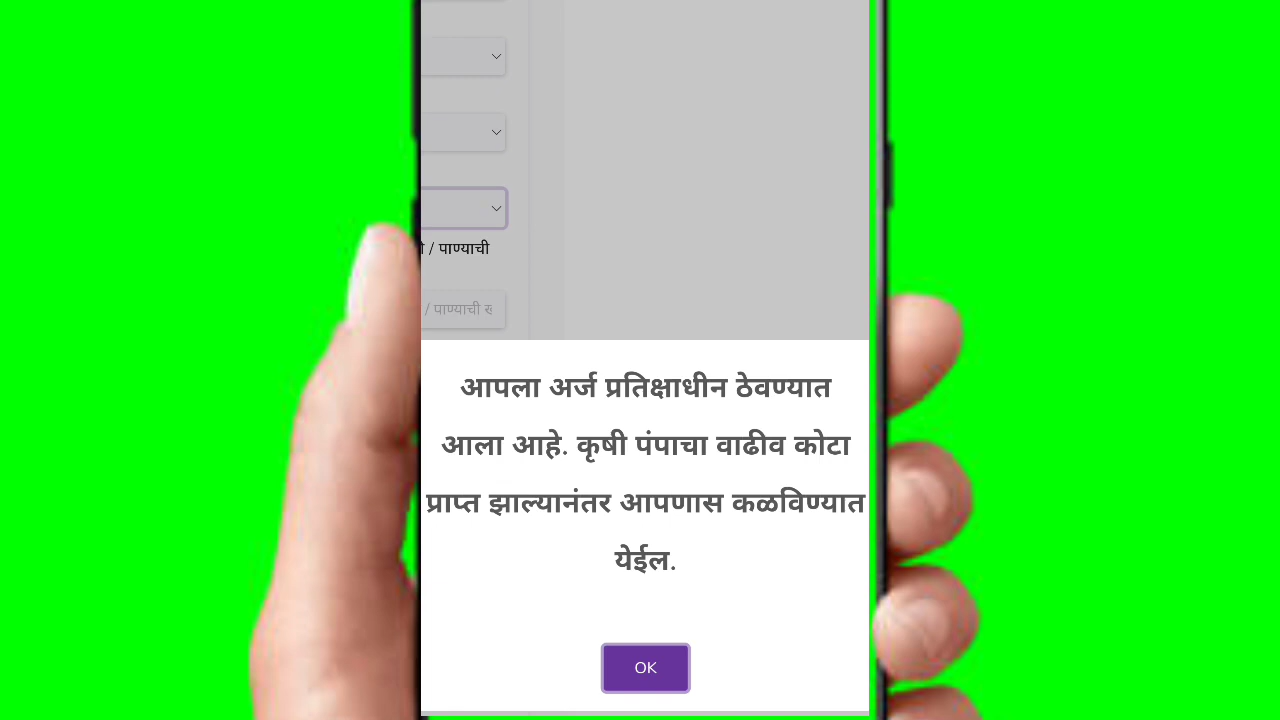 / पाण्याची
/ पाण्याची
आपला अर्ज प्रतिक्षाधीन ठेवण्यात
आला आहे. कृषी पंपाचा वाढीव कोटा
प्राप्त झाल्यानंतर आपणास कळविण्यात
येईल.
OK